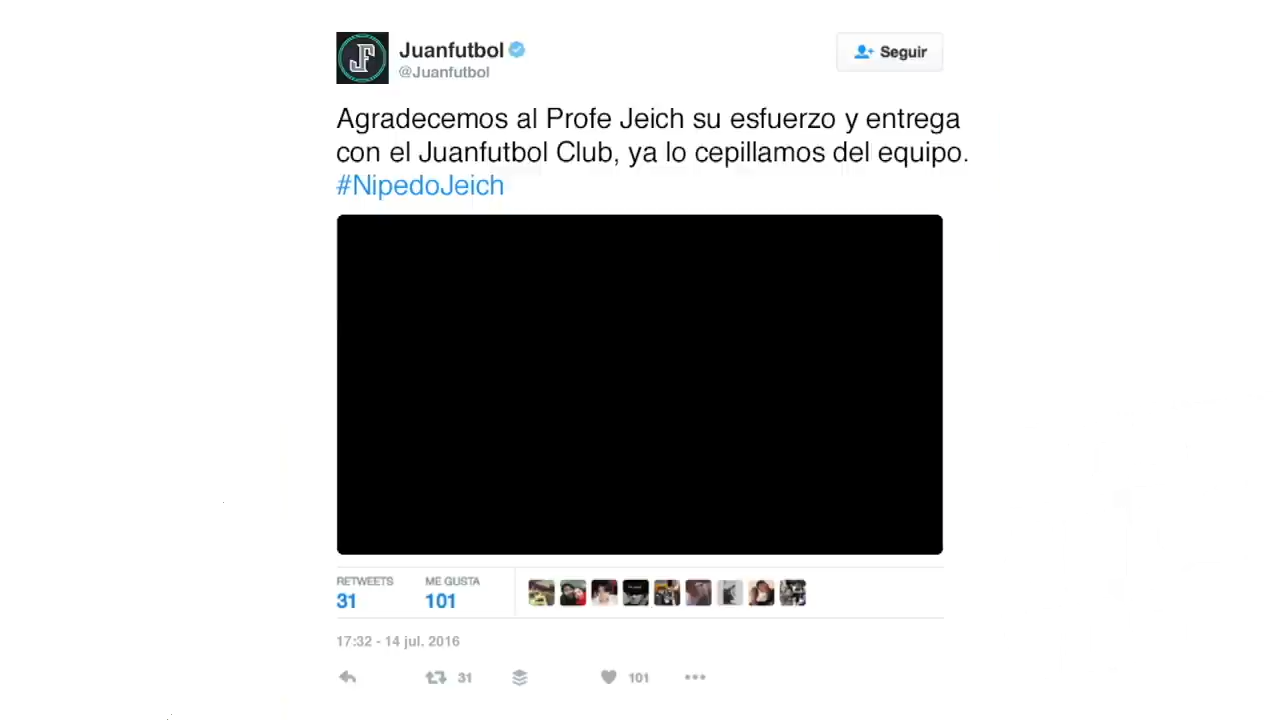 JF
Juanfutbol
@Juanfutbol
Seguir
Agradecemos al Profe Jeich su esfuerzo y entrega
con el Juanfutbol Club, ya lo cepillamos del equipo.
#NipedoJeich
RETWEETS
ME GUSTA
31
101
17:32 - 14 jul. 2016
31
101